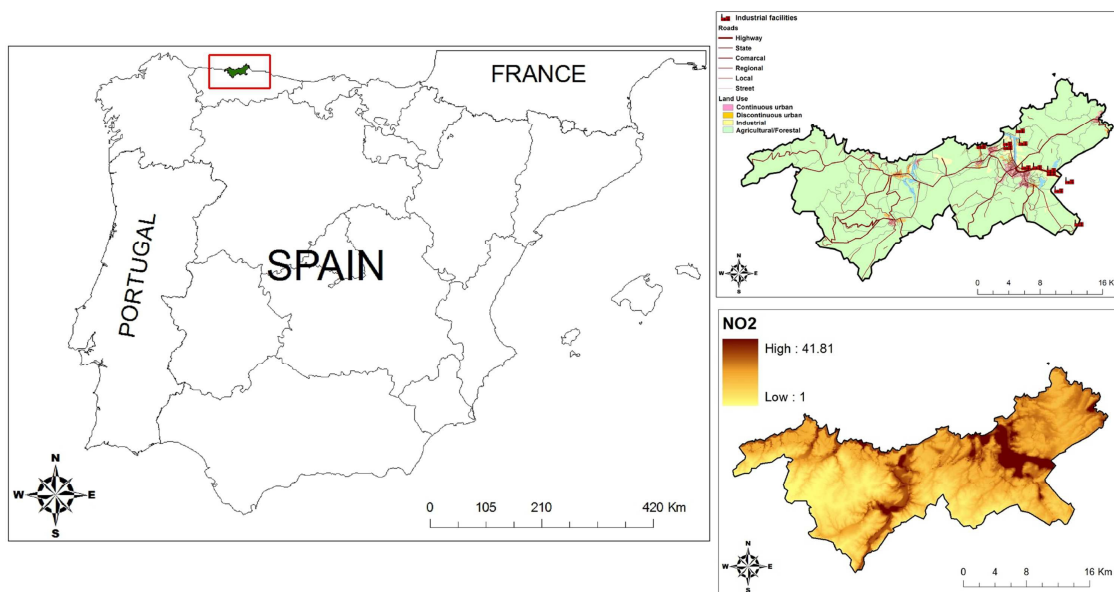 FRANCE
SPAIN
PORTUGAL
N
W
E
S
0 105 210 420 Km
Industrial facilities
Roads
Highway
State
Comarcal
Regional
Local
Street
Land Use
Continuous urban
Discontinuous urban
Industrial
Agricultural/Forestal
N
W
E
S
0 4 8 16 K
NO2
High : 41.81
Low : 1
N
W
E
S
0 4 8 16 Km